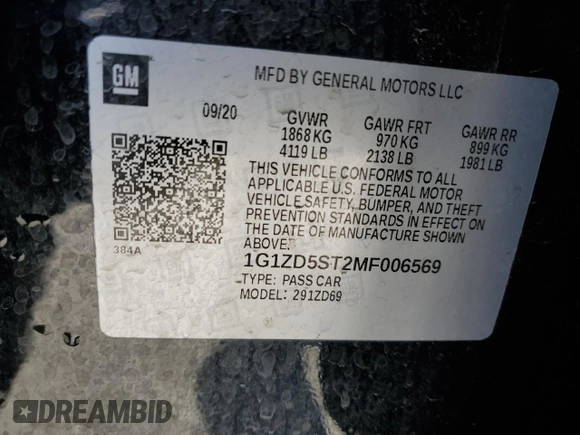 GM
MFD BY GENERAL MOTORS LLC
09/20
GVWR GAWR FRT GAWR RR
1868 KG 970 KG 899 KG
4119 LB 2138 LB 1981 LB
THIS VEHICLE CONFORMS TO ALL
APPLICABLE U.S. FEDERAL MOTOR
VEHICLE SAFETY, BUMPER, AND THEFT
PREVENTION STANDARDS IN EFFECT ON
THE DATE OF MANUFACTURE SHOWN
ABOVE.
384A
1G1ZD5ST2MF006569
TYPE: PASS CAR
MODEL: 291ZD69
DREAMBID